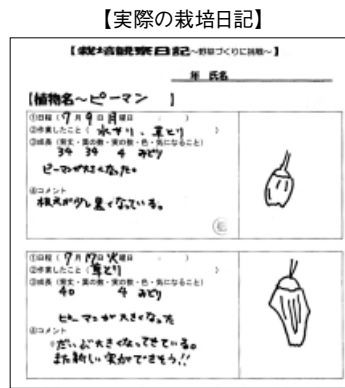 【実際の栽培日記】
【栽培観察日記～野菜づくりに挑戦～】
年 氏名
【植物名～ピーマン 】
①日程（7月9日月曜日 ： ）
②作業したこと（ 水やり、草とり ）
③成長（背丈・葉の数・実の数・色・気になること）
34 39 4 みどり
ピーマンが大きくなった。
④コメント
根元が少し黒くなっている。
①日程（7月17日火曜日 ： ）
②作業したこと（草とり ）
③成長（背丈・葉の数・実の数・色・気になること）
40 4 みどり
ピーマンが大きくなった
④コメント
だいぶ大きくなってきている。
また新しい実ができそう!!